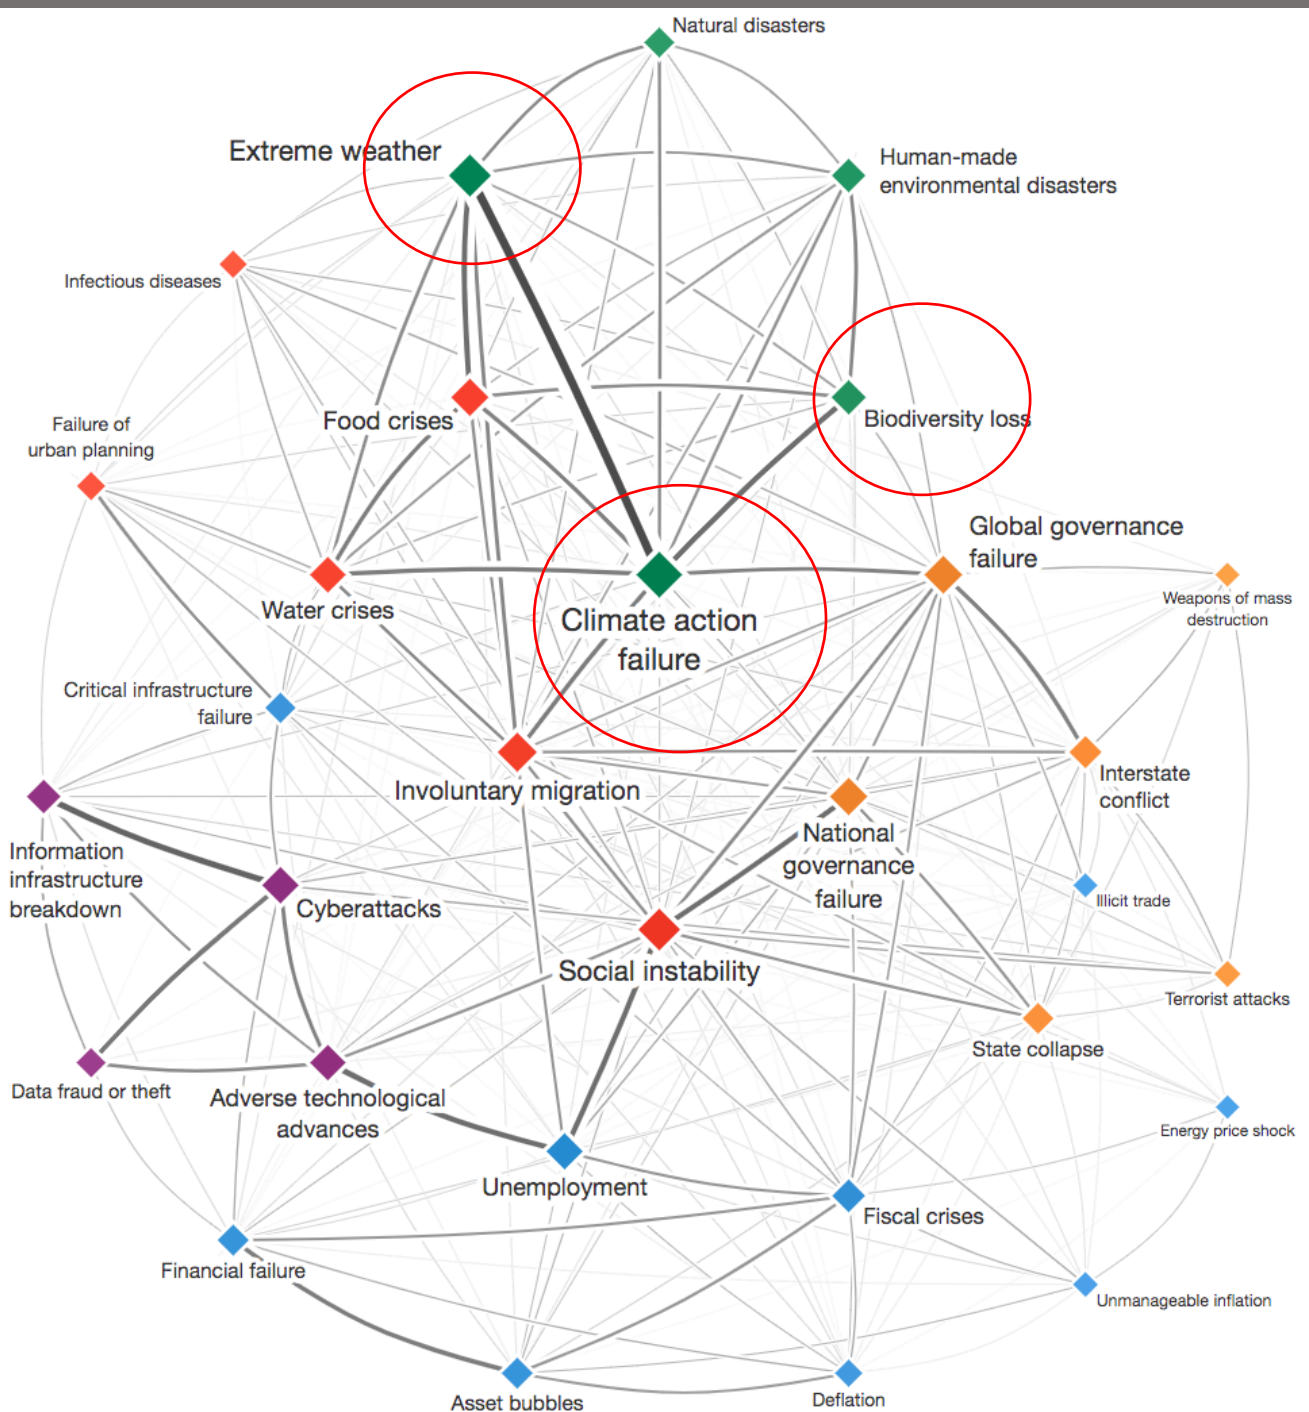 Natural disasters
Extreme weather
Human-made
environmental disasters
Infectious diseases
Food crises
Biodiversity loss
Failure of
urban planning
Global governance
failure
Water crises
Weapons of mass
destruction
Climate action
failure
Critical infrastructure
failure
Involuntary migration
Interstate
conflict
National
governance
failure
Information
infrastructure
breakdown
Cyberattacks
Illicit trade
Social instability
Terrorist attacks
State collapse
Data fraud or theft
Adverse technological
advances
Energy price shock
Unemployment
Fiscal crises
Financial failure
Unmanageable inflation
Asset bubbles
Deflation